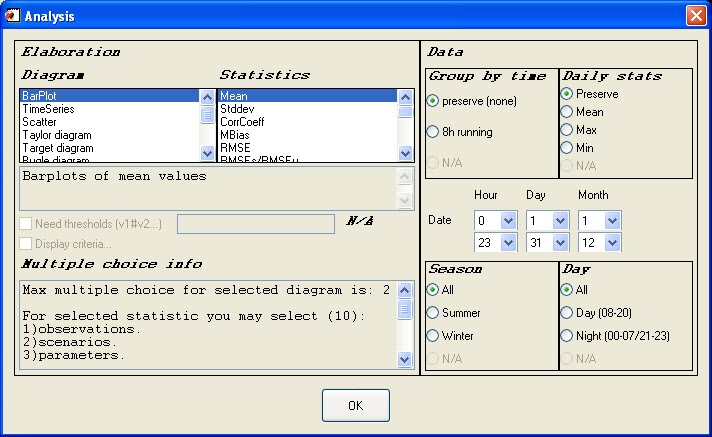 Analysis
Elaboration
Diagram
Statistics
BarPlot
TimeSeries
Scatter
Taylor diagram
Target diagram
Bugle diagram
Mean
Stddev
CorrCoeff
MBias
RMSE
RMSEs/RMSEu
Barplots of mean values
Need thresholds (v1#v2...)
N/A
Display criteria...
Multiple choice info
Max multiple choice for selected diagram is: 2
For selected statistic you may select (10):
1)observations.
2)scenarios.
3)parameters.
Data
Group by time
preserve (none)
8h running
N/A
Daily stats
Preserve
Mean
Max
Min
N/A
Hour Day Month
Date 0 1 1
23 31 12
Season
All
Summer
Winter
N/A
Day
All
Day (08-20)
Night (00-07/21-23)
N/A
OK